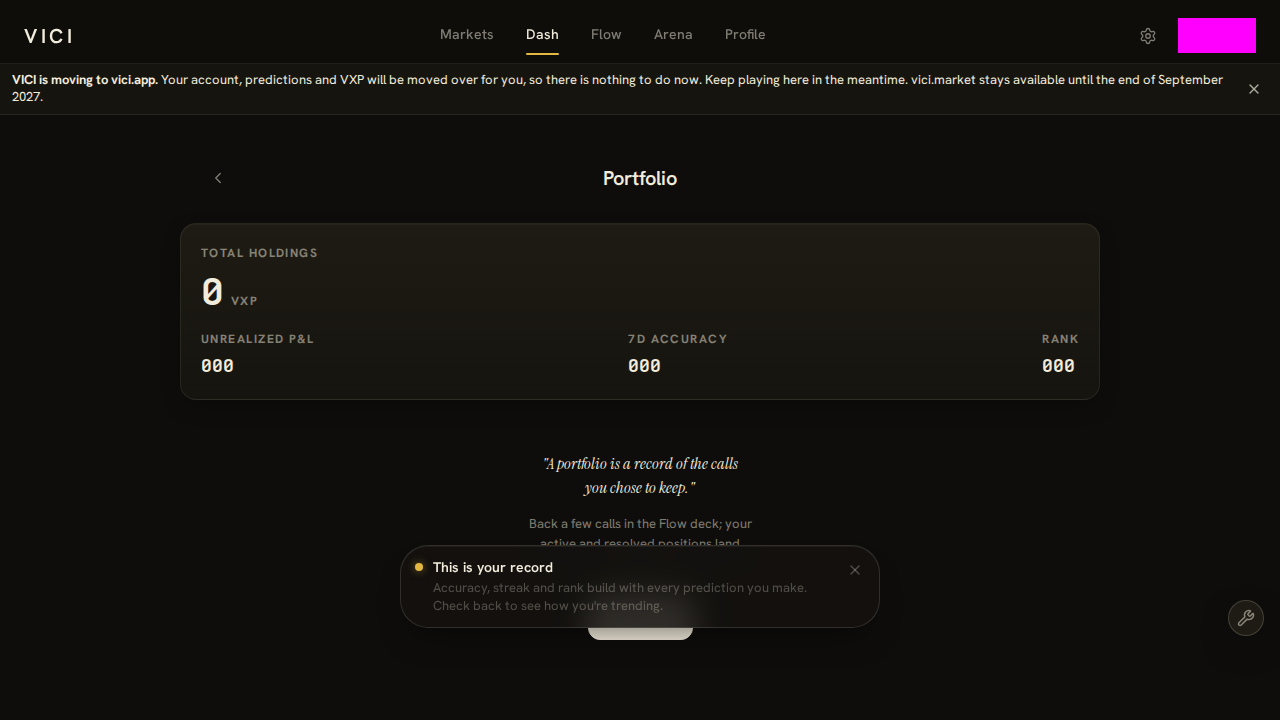 VICI
Markets
Dash
Flow
Arena
Profile
VICI is moving to vici.app. Your account, predictions and VXP will be moved over for you, so there is nothing to do now. Keep playing here in the meantime. vici.market stays available until the end of September
2027.
Portfolio
TOTAL HOLDINGS
0 VXP
UNREALIZED P&L
000
7D ACCURACY
000
RANK
000
"A portfolio is a record of the calls
you chose to keep."
Back a few calls in the Flow deck; your
active and resolved positions land
This is your record
Accuracy, streak and rank build with every prediction you make.
Check back to see how you're trending.